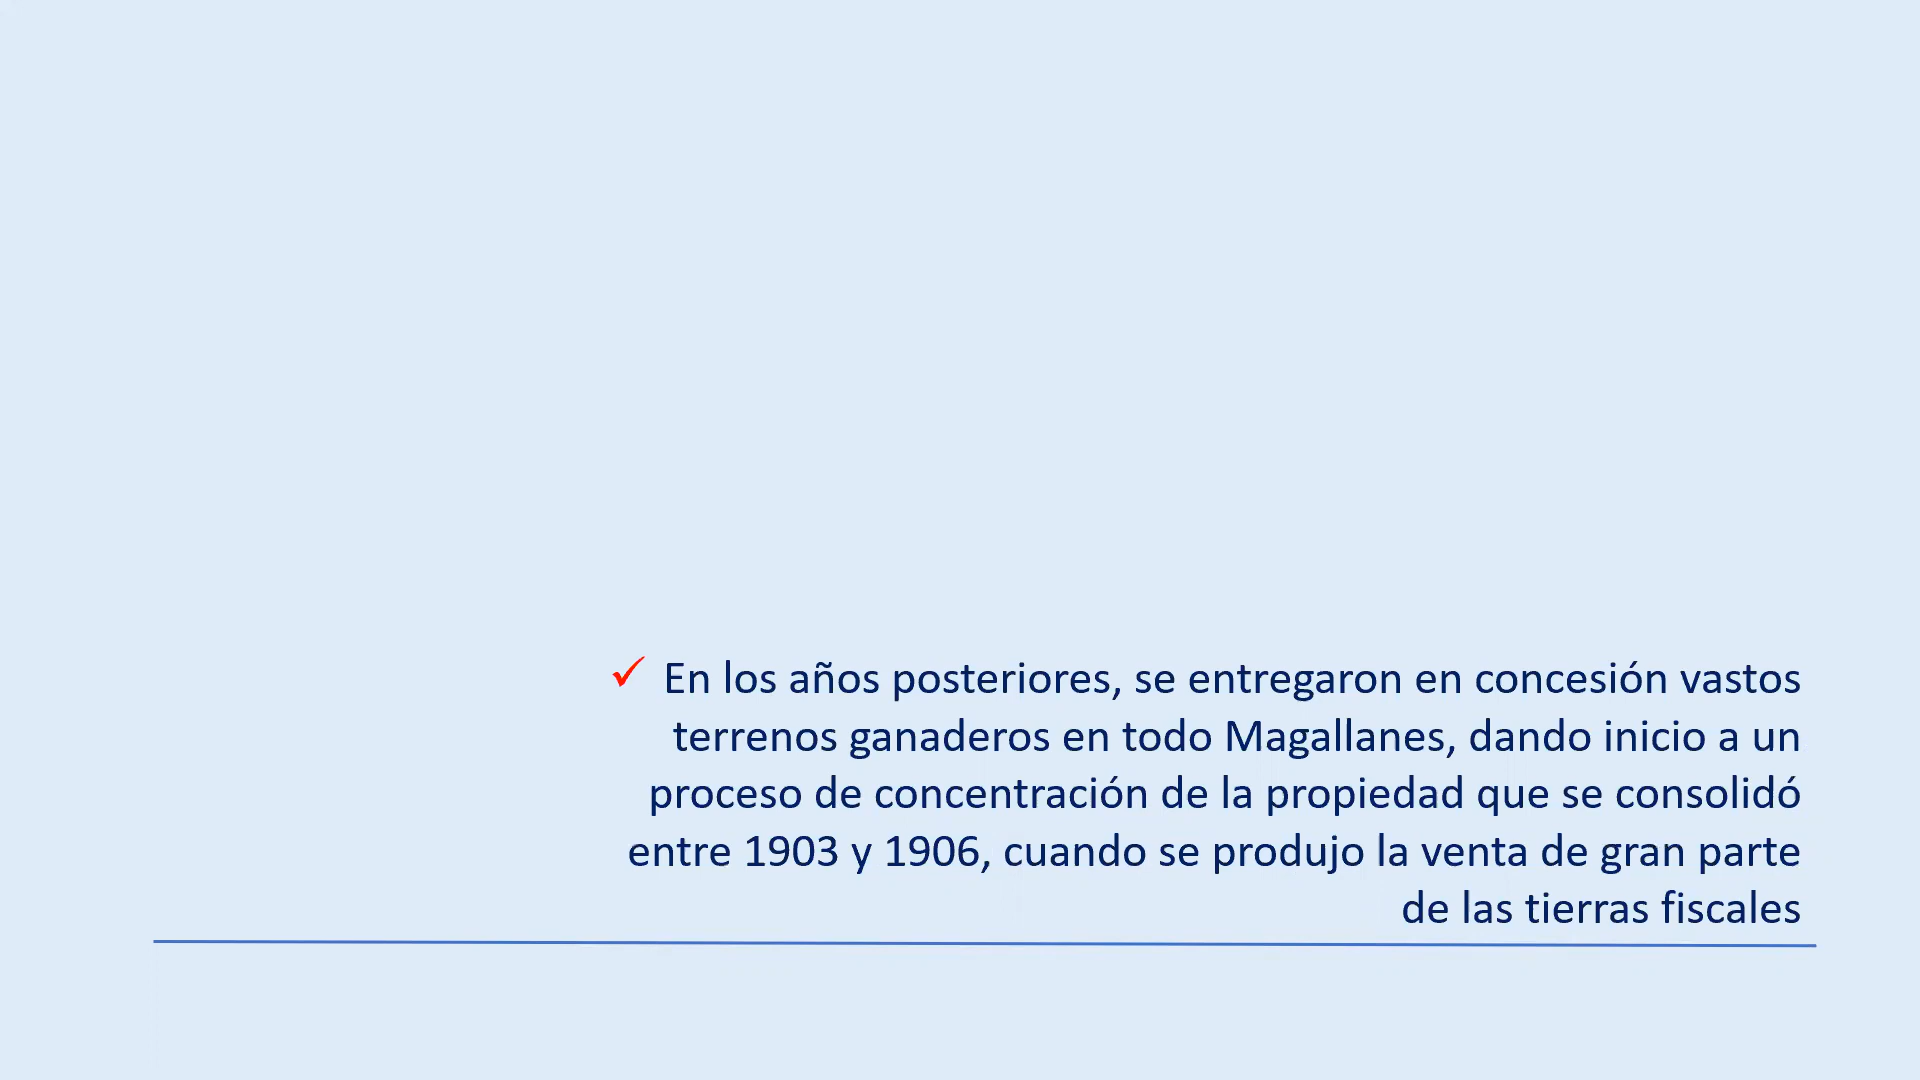 ✓ En los años posteriores, se entregaron en concesión vastos
terrenos ganaderos en todo Magallanes, dando inicio a un
proceso de concentración de la propiedad que se consolidó
entre 1903 y 1906, cuando se produjo la venta de gran parte
de las tierras fiscales